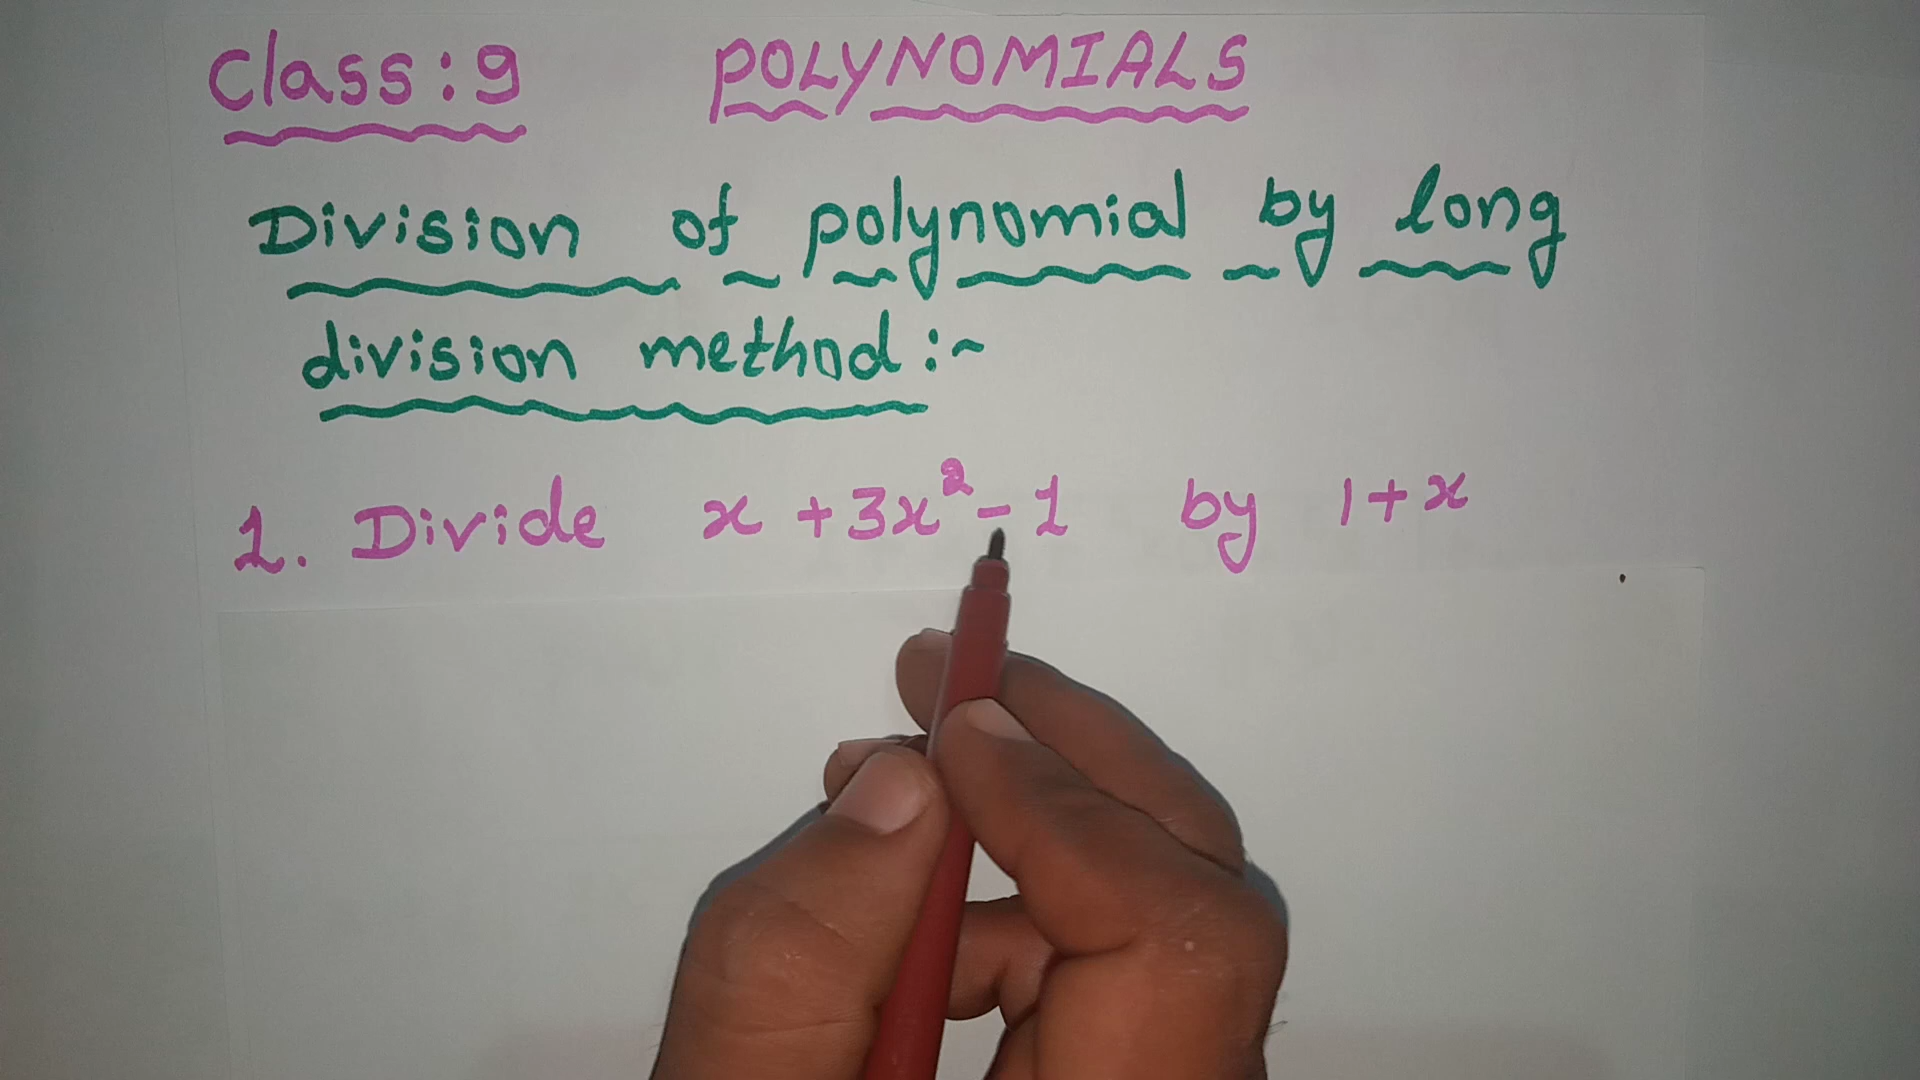 Class:9 POLYNOMIALS
Division of polynomial by long
division method:~
1. Divide x + 3x² - 1 by 1 + x